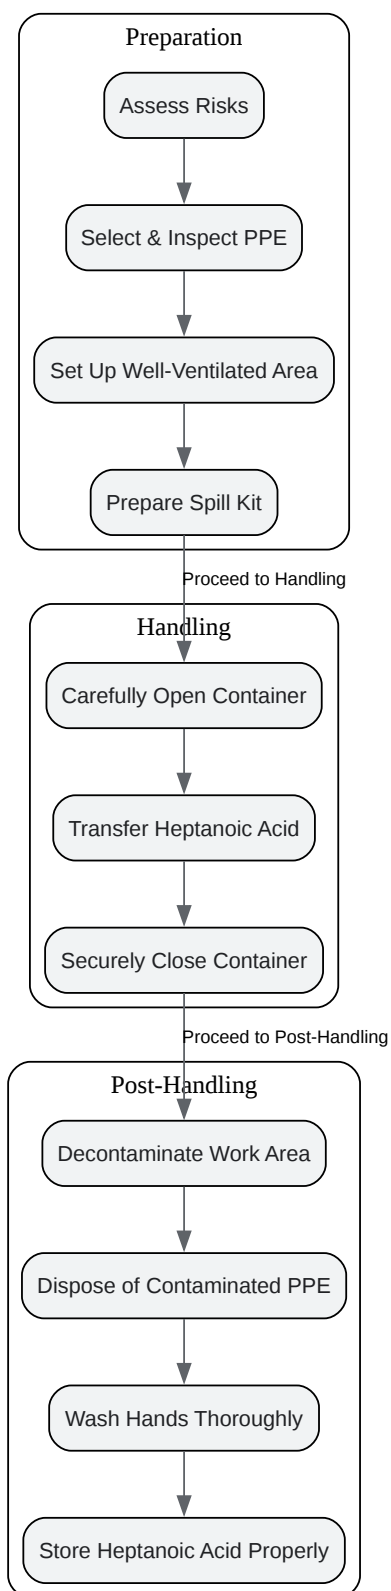 Preparation
Assess Risks
Select & Inspect PPE
Set Up Well-Ventilated Area
Prepare Spill Kit
Proceed to Handling
Handling
Carefully Open Container
Transfer Heptanoic Acid
Securely Close Container
Proceed to Post-Handling
Post-Handling
Decontaminate Work Area
Dispose of Contaminated PPE
Wash Hands Thoroughly
Store Heptanoic Acid Properly